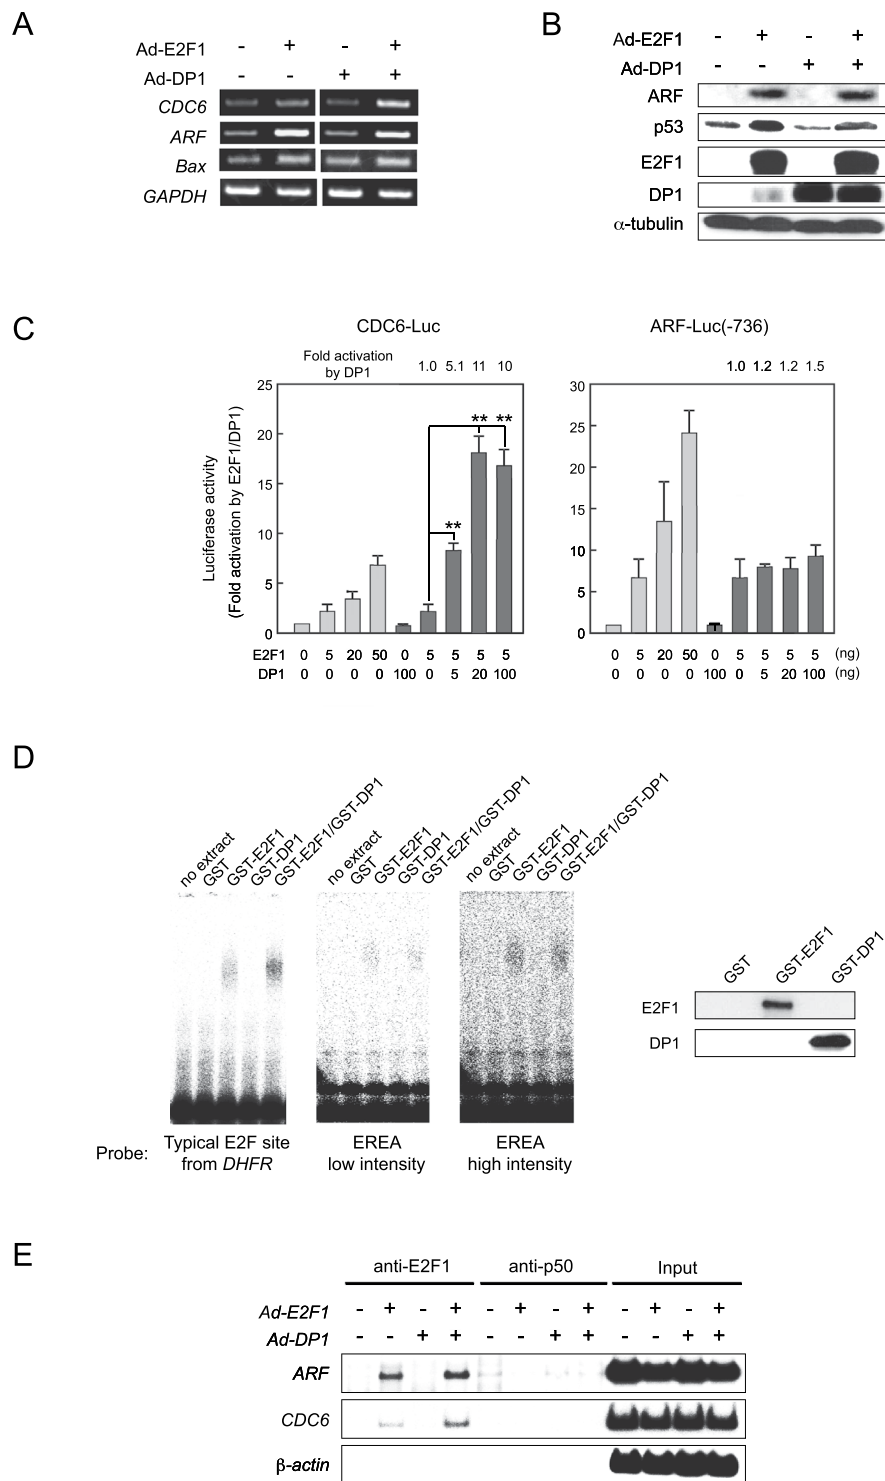 A
Ad-E2F1 - + - +
Ad-DP1 - - + +
CDC6
ARF
Bax
GAPDH
B
Ad-E2F1 - + - +
Ad-DP1 - - + +
ARF
p53
E2F1
DP1
α-tubulin
C
CDC6-Luc
Fold activation
by DP1 1.0 5.1 11 10
Luciferase activity
(Fold activation by E2F1/DP1)
25
20
15
10
5
0
** **
**
E2F1 0 5 20 50 0 5 5 5 5
DP1 0 0 0 0 100 0 5 20 100
ARF-Luc(-736)
1.0 1.2 1.2 1.5
30
25
20
15
10
5
0
0 5 20 50 0 5 5 5 5 (ng)
0 0 0 0 100 0 5 20 100 (ng)
D
no extract
GST
GST-E2F1
GST-DP1
GST-E2F1/GST-DP1
no extract
GST
GST-E2F1
GST-DP1
GST-E2F1/GST-DP1
no extract
GST
GST-E2F1
GST-DP1
GST-E2F1/GST-DP1
Probe:
Typical E2F site
from DHFR
EREA
low intensity
EREA
high intensity
GST
GST-E2F1
GST-DP1
E2F1
DP1
E
anti-E2F1 anti-p50 Input
Ad-E2F1 - + - + - + - + - + - +
Ad-DP1 - - + + - - + + - - + +
ARF
CDC6
β-actin